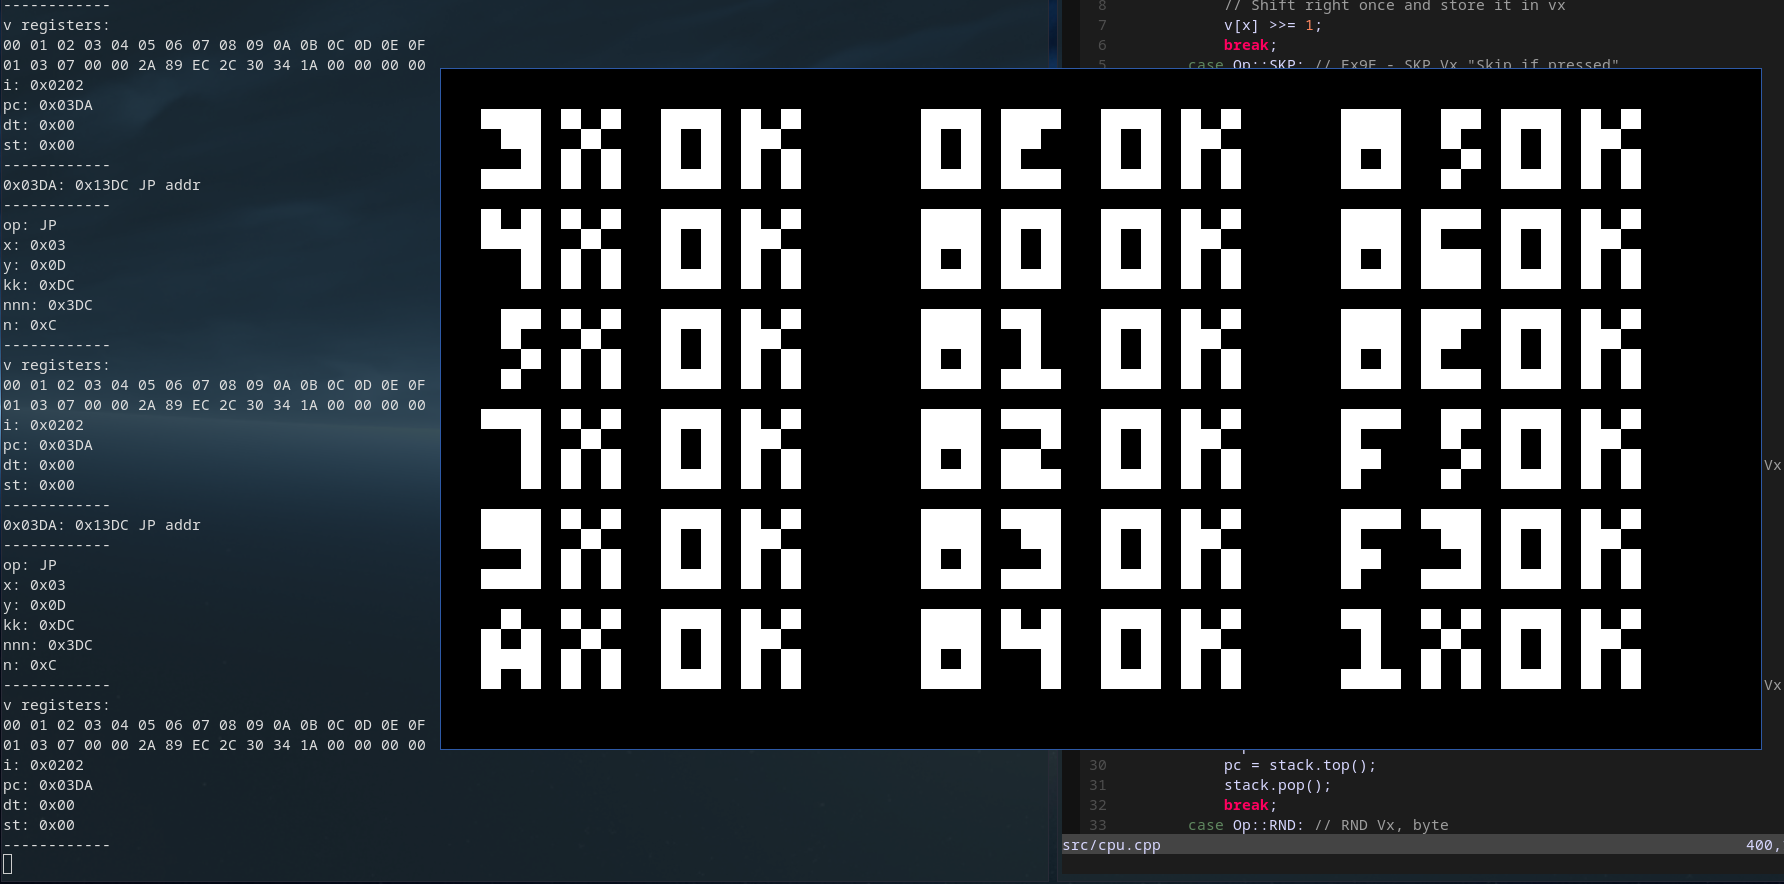 ------------
v registers:
00 01 02 03 04 05 06 07 08 09 0A 0B 0C 0D 0E 0F
01 03 07 00 00 2A 89 EC 2C 30 34 1A 00 00 00 00
i: 0x0202
pc: 0x03DA
dt: 0x00
st: 0x00
------------
0x03DA: 0x13DC JP addr
------------
op: JP
x: 0x03
y: 0x0D
kk: 0xDC
nnn: 0x3DC
n: 0xC
------------
v registers:
00 01 02 03 04 05 06 07 08 09 0A 0B 0C 0D 0E 0F
01 03 07 00 00 2A 89 EC 2C 30 34 1A 00 00 00 00
i: 0x0202
pc: 0x03DA
dt: 0x00
st: 0x00
------------
0x03DA: 0x13DC JP addr
------------
op: JP
x: 0x03
y: 0x0D
kk: 0xDC
nnn: 0x3DC
n: 0xC
------------
v registers:
00 01 02 03 04 05 06 07 08 09 0A 0B 0C 0D 0E 0F
01 03 07 00 00 2A 89 EC 2C 30 34 1A 00 00 00 00
i: 0x0202
pc: 0x03DA
dt: 0x00
st: 0x00
------------
8 // Shift right once and store it in vx
7 v[x] >>= 1;
6 break;
5 case Op::SKP: // Ex9E - SKP Vx "Skip if pressed"
3X OK 0E OK 85 OK
4X OK 80 OK 86 OK
5X OK 81 OK 8E OK
7X OK 82 OK F5 OK
9X OK 83 OK F3 OK
AX OK 84 OK 1X OK
Vx
Vx
30 pc = stack.top();
31 stack.pop();
32 break;
33 case Op::RND: // RND Vx, byte
src/cpu.cpp 400,